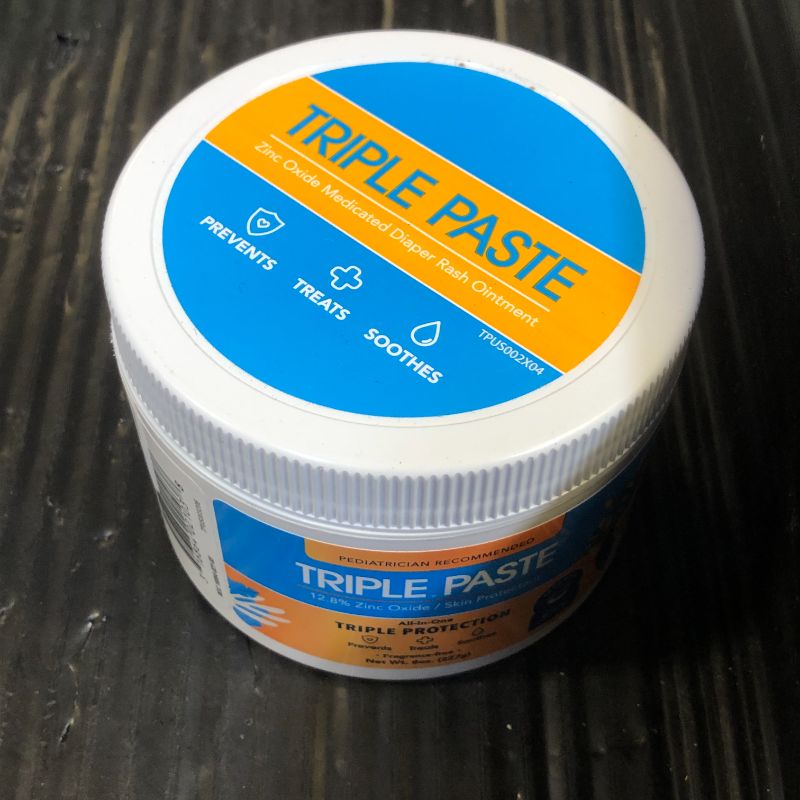 TRIPLE PASTE
Zinc Oxide Medicated Diaper Rash Ointment
PREVENTS
TREATS
SOOTHES
TPUS002X04
PEDIATRICIAN RECOMMENDED
TRIPLE PASTE
12.8% Zinc Oxide / Skin Protectant
All-In-One
TRIPLE PROTECTION
Prevents Treats Soothes
- Fragrance-free -
Net Wt. 8oz. (227g)